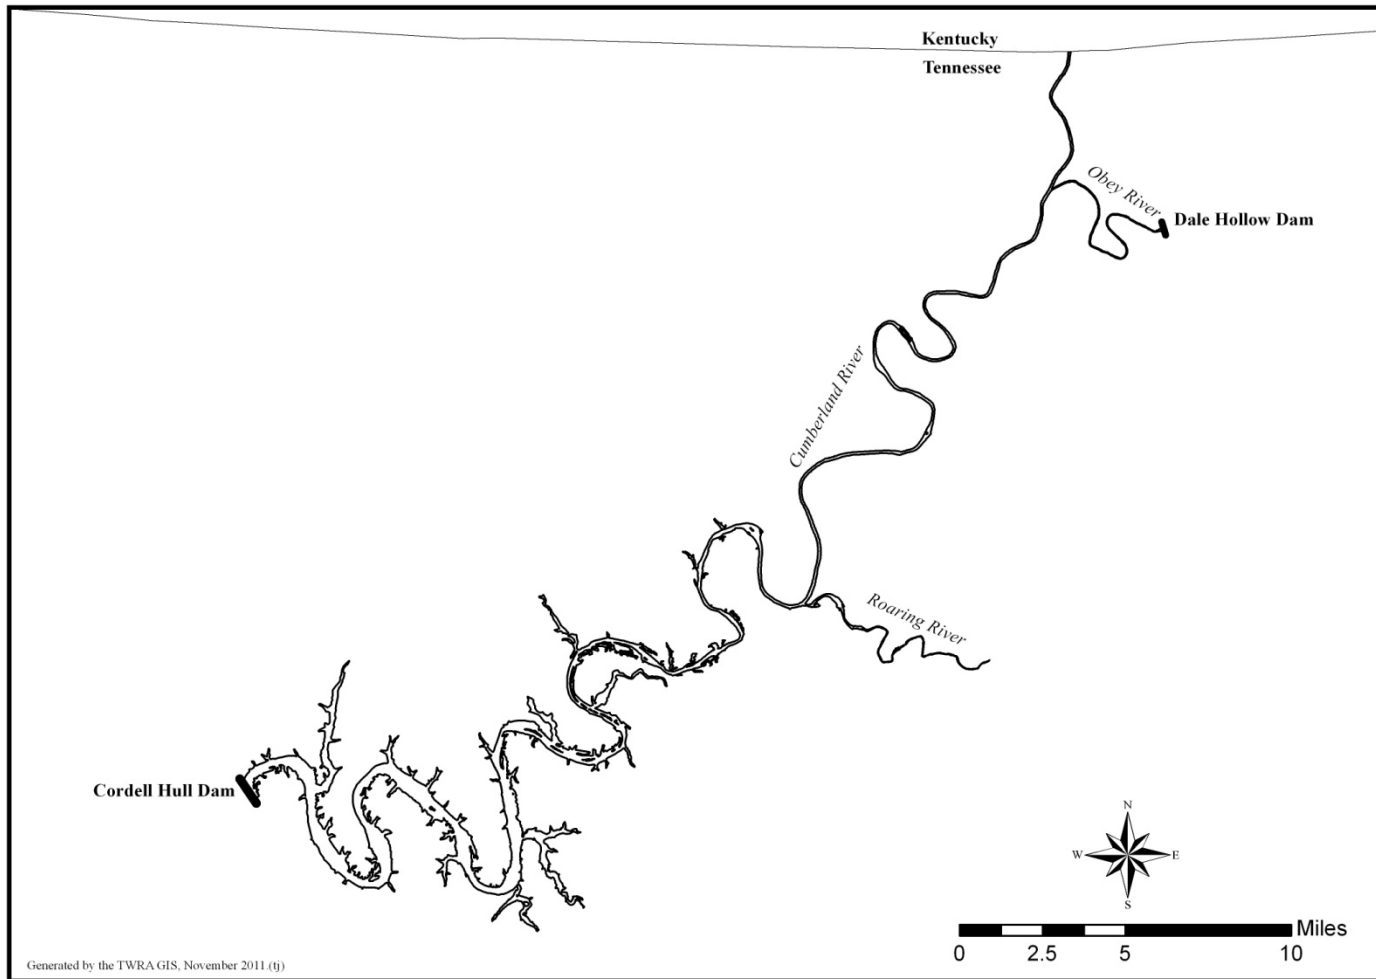 Kentucky
Tennessee
Obey River
Dale Hollow Dam
Cumberland River
Roaring River
Cordell Hull Dam
N
W E
S
Miles
0 2.5 5 10
Generated by the TWRA GIS, November 2011.(tj)